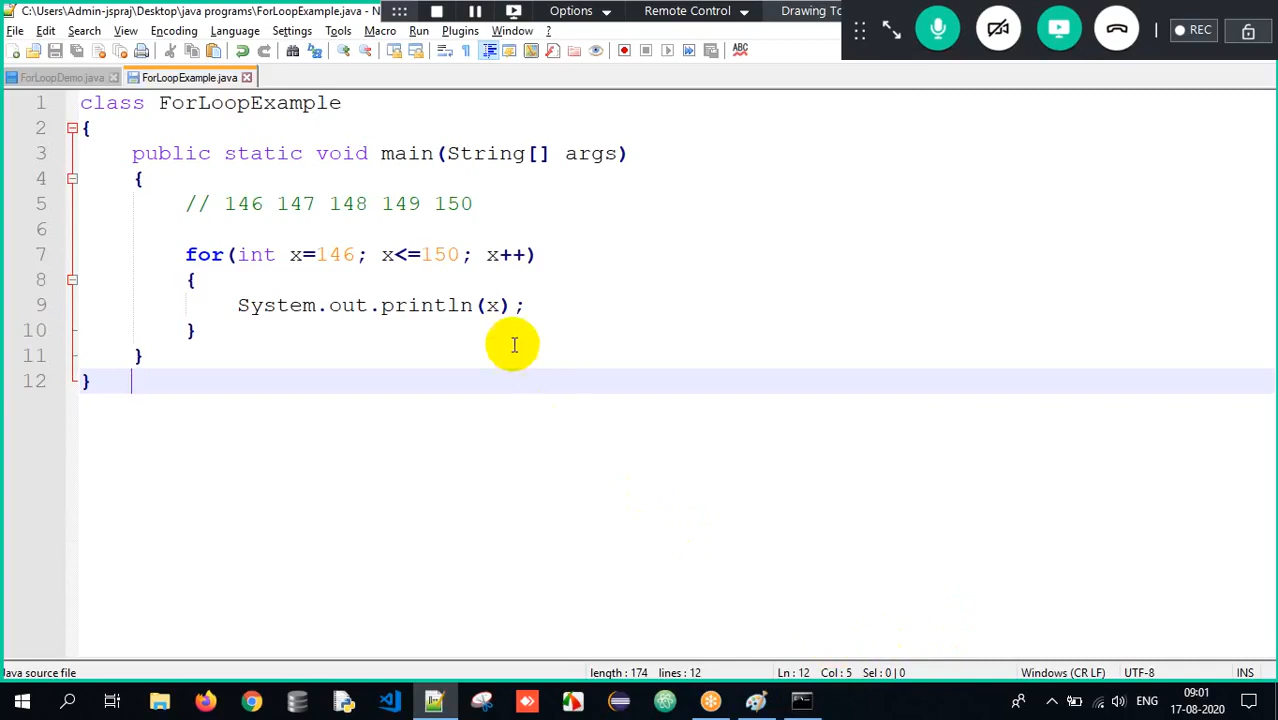 C:\Users\Admin-jspraj\Desktop\java programs\ForLoopExample.java - N
Options
Remote Control
Drawing To
REC
File Edit Search View Encoding Language Settings Tools Macro Run Plugins Window ?
ABC
ForLoopDemo.java ForLoopExample.java
1 class ForLoopExample
2 {
3 public static void main(String[] args)
4 {
5 // 146 147 148 149 150
6
7 for(int x=146; x<=150; x++)
8 {
9 System.out.println(x);
10 }
11 }
12 }
Java source file length : 174 lines : 12 Ln : 12 Col : 5 Sel : 0 | 0 Windows (CR LF) UTF-8 INS
ENG 09:01
17-08-2020